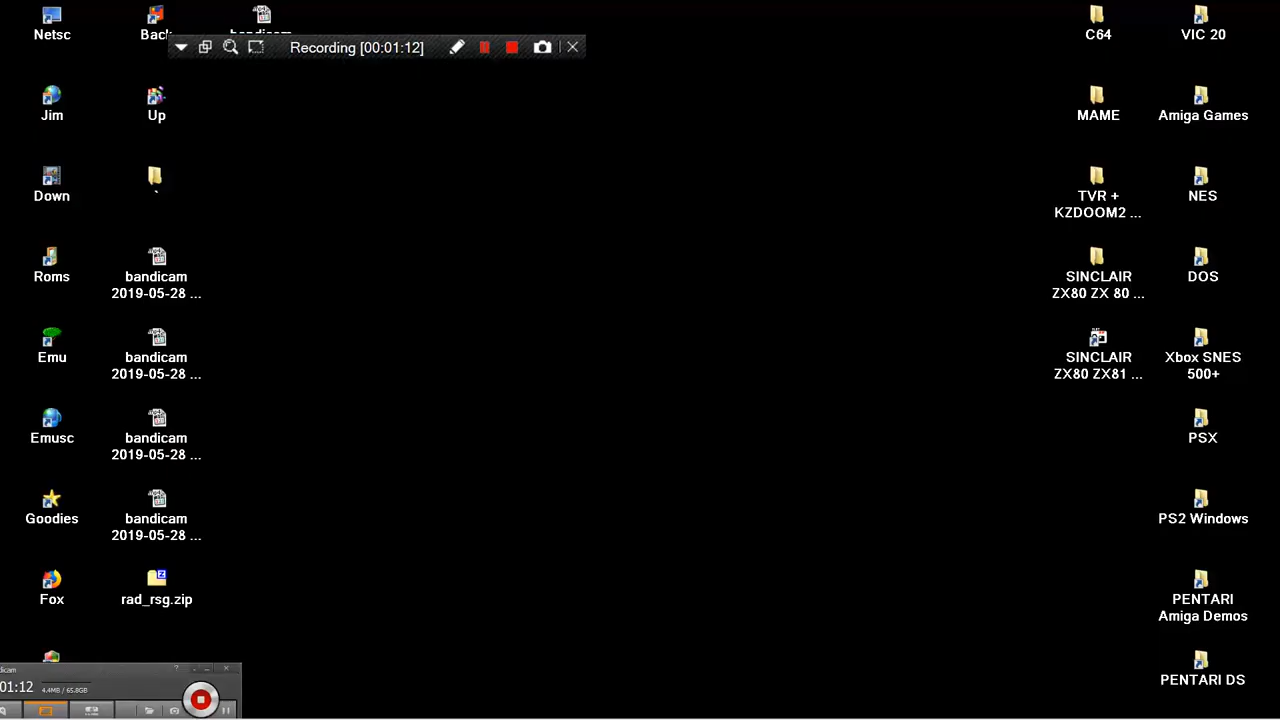 Netsc
Back
Recording [00:01:12]
C64
VIC 20
Jim
Up
MAME
Amiga Games
Down
`
TVR +
KZDOOM2 ...
NES
Roms
bandicam
2019-05-28 ...
SINCLAIR
ZX80 ZX 80 ...
DOS
Emu
bandicam
2019-05-28 ...
SINCLAIR
ZX80 ZX81 ...
Xbox SNES
500+
Emusc
bandicam
2019-05-28 ...
PSX
Goodies
bandicam
2019-05-28 ...
PS2 Windows
Fox
rad_rsg.zip
PENTARI
Amiga Demos
PENTARI DS
dicam
01:12
4.4MB / 65.8GB